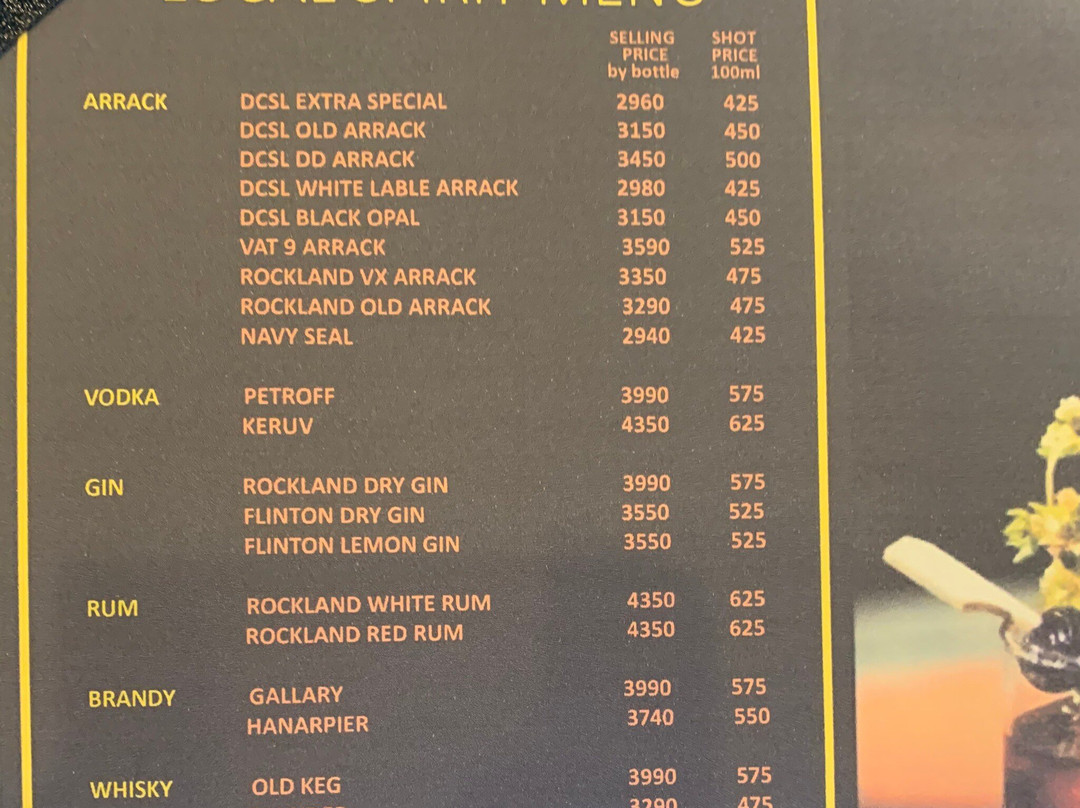 LOCAL SPIRIT MENU
SELLING PRICE by bottle SHOT PRICE 100ml
ARRACK DCSL EXTRA SPECIAL 2960 425
DCSL OLD ARRACK 3150 450
DCSL DD ARRACK 3450 500
DCSL WHITE LABLE ARRACK 2980 425
DCSL BLACK OPAL 3150 450
VAT 9 ARRACK 3590 525
ROCKLAND VX ARRACK 3350 475
ROCKLAND OLD ARRACK 3290 475
NAVY SEAL 2940 425
VODKA PETROFF 3990 575
KERUV 4350 625
GIN ROCKLAND DRY GIN 3990 575
FLINTON DRY GIN 3550 525
FLINTON LEMON GIN 3550 525
RUM ROCKLAND WHITE RUM 4350 625
ROCKLAND RED RUM 4350 625
BRANDY GALLARY 3990 575
HANARPIER 3740 550
WHISKY OLD KEG 3990 575
3290 475